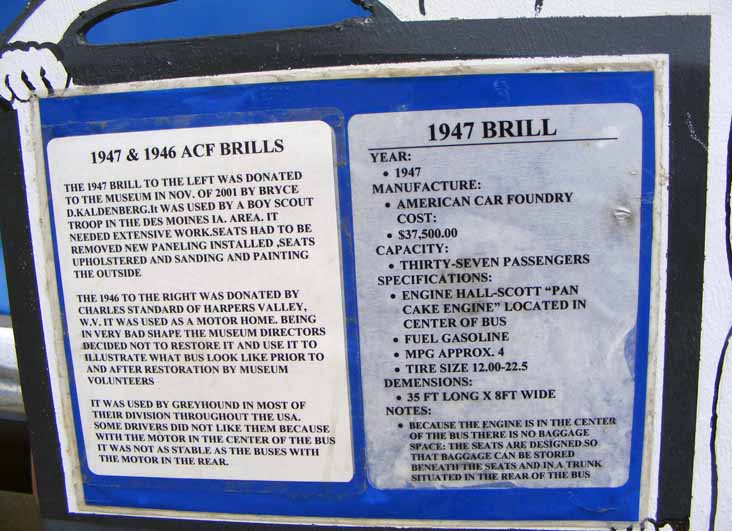 1947 & 1946 ACF BRILLS
THE 1947 BRILL TO THE LEFT WAS DONATED
TO THE MUSEUM IN NOV. OF 2001 BY BRYCE
D.KALDENBERG.It WAS USED BY A BOY SCOUT
TROOP IN THE DES MOINES IA. AREA. IT
NEEDED EXTENSIVE WORK.SEATS HAD TO BE
REMOVED NEW PANELING INSTALLED ,SEATS
UPHOLSTERED AND SANDING AND PAINTING
THE OUTSIDE
THE 1946 TO THE RIGHT WAS DONATED BY
CHARLES STANDARD OF HARPERS VALLEY,
W.V. IT WAS USED AS A MOTOR HOME. BEING
IN VERY BAD SHAPE THE MUSEUM DIRECTORS
DECIDED NOT TO RESTORE IT AND USE IT TO
ILLUSTRATE WHAT BUS LOOK LIKE PRIOR TO
AND AFTER RESTORATION BY MUSEUM
VOLUNTEERS
IT WAS USED BY GREYHOUND IN MOST OF
THEIR DIVISION THROUGHOUT THE USA.
SOME DRIVERS DID NOT LIKE THEM BECAUSE
WITH THE MOTOR IN THE CENTER OF THE BUS
IT WAS NOT AS STABLE AS THE BUSES WITH
THE MOTOR IN THE REAR.
1947 BRILL
YEAR:
• 1947
MANUFACTURE:
• AMERICAN CAR FOUNDRY
COST:
• $37,500.00
CAPACITY:
• THIRTY-SEVEN PASSENGERS
SPECIFICATIONS:
• ENGINE HALL-SCOTT “PAN
CAKE ENGINE” LOCATED IN
CENTER OF BUS
• FUEL GASOLINE
• MPG APPROX. 4
• TIRE SIZE 12.00-22.5
DEMENSIONS:
• 35 FT LONG X 8FT WIDE
NOTES:
• BECAUSE THE ENGINE IS IN THE CENTER
OF THE BUS THERE IS NO BAGGAGE
SPACE: THE SEATS ARE DESIGNED SO
THAT BAGGAGE CAN BE STORED
BENEATH THE SEATS AND IN A TRUNK
SITUATED IN THE REAR OF THE BUS